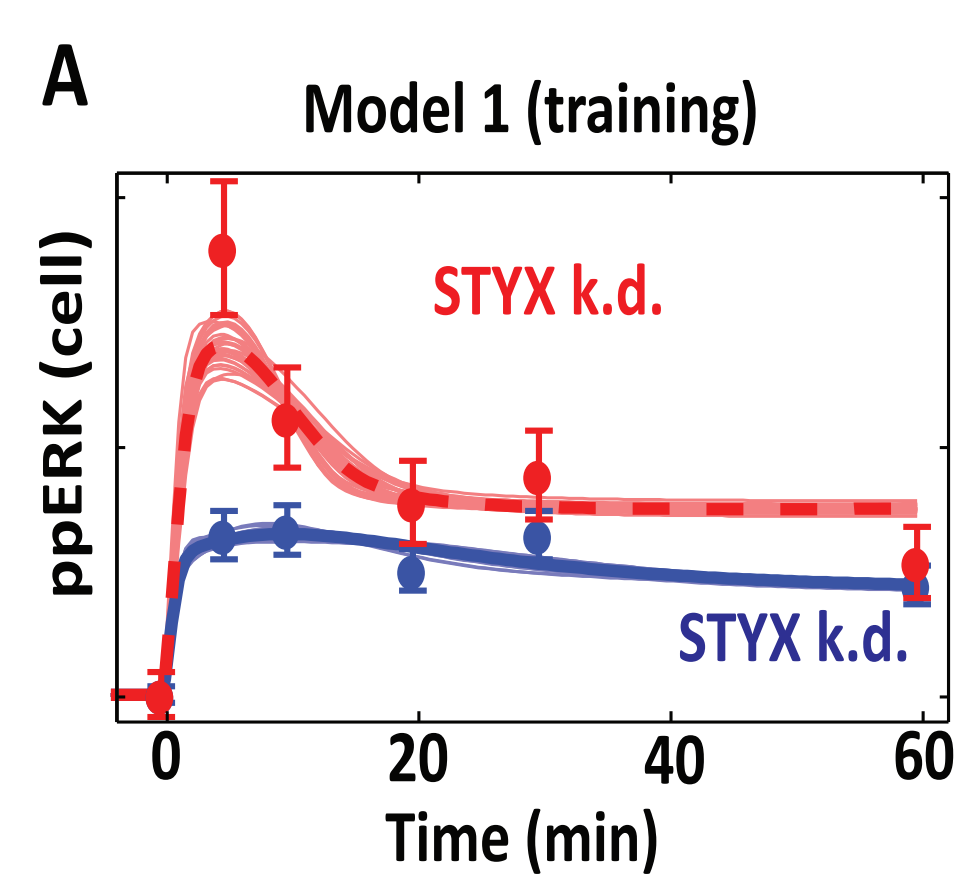 A
Model 1 (training)
ppERK (cell)
STYX k.d.
STYX k.d.
0 20 40 60
Time (min)